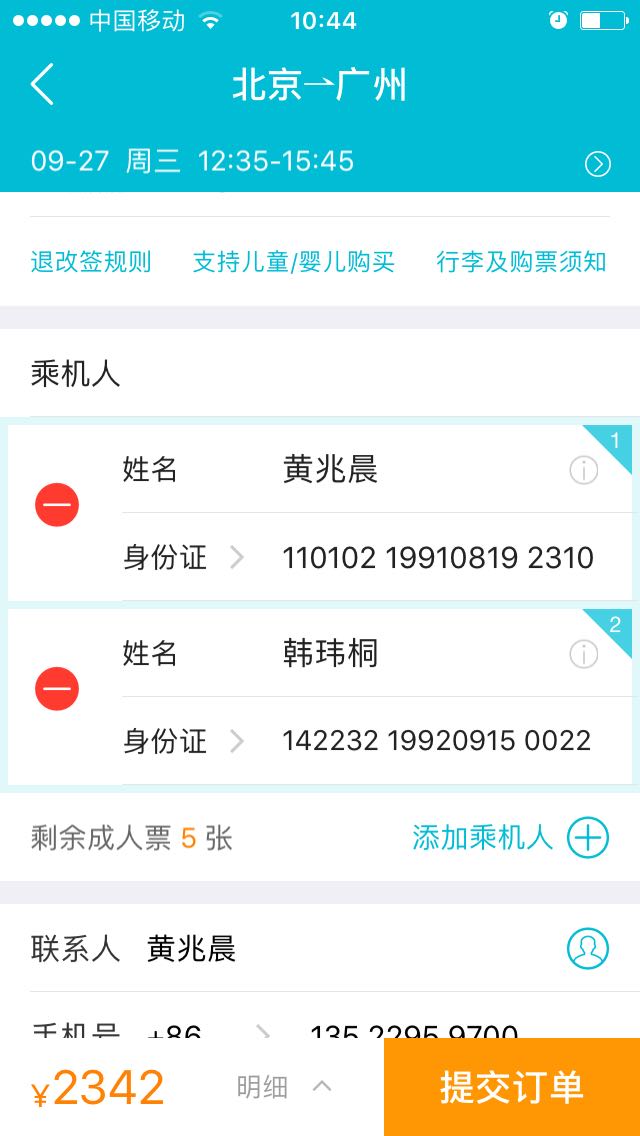 中国移动 10:44
北京→广州
09-27 周三 12:35-15:45
退改签规则 支持儿童/婴儿购买 行李及购票须知
乘机人
1
姓名 黄兆晨
身份证 110102 19910819 2310
2
姓名 韩玮桐
身份证 142232 19920915 0022
剩余成人票 5 张 添加乘机人
联系人 黄兆晨
手机号 +86 135 2295 9700
¥2342 明细 提交订单